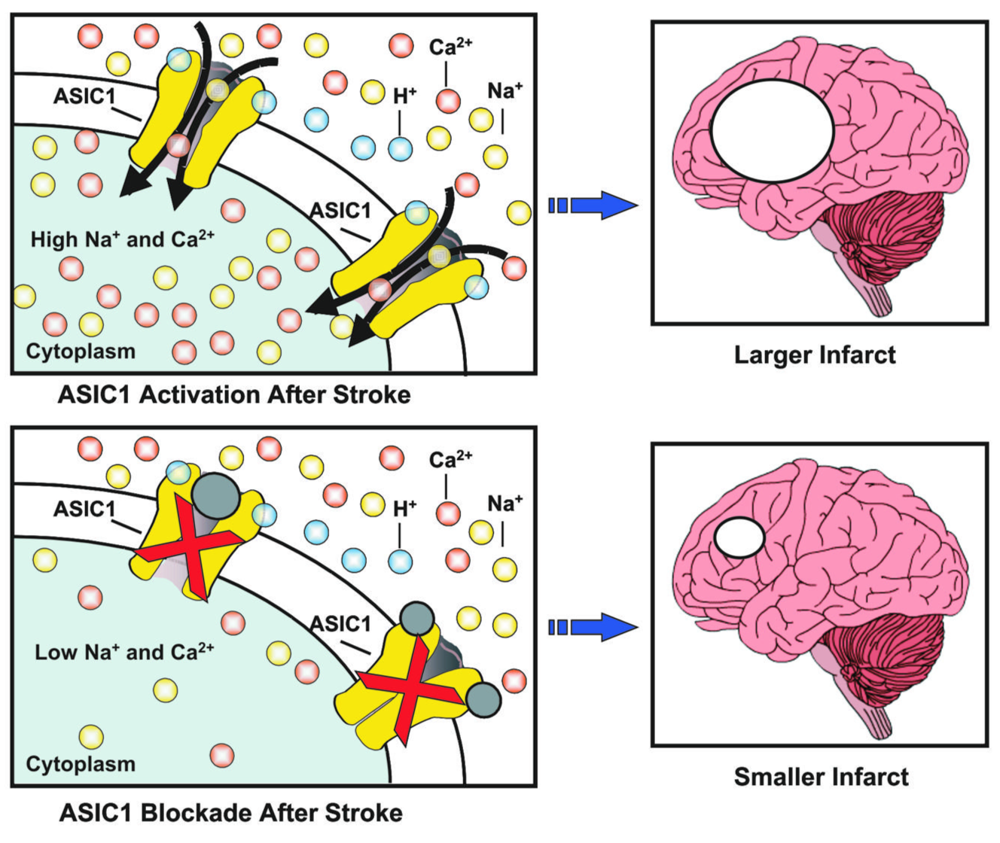 Ca²⁺
ASIC1
H⁺
Na⁺
ASIC1
High Na⁺ and Ca²⁺
Cytoplasm
Larger Infarct
ASIC1 Activation After Stroke
Ca²⁺
ASIC1
H⁺
Na⁺
ASIC1
Low Na⁺ and Ca²⁺
Cytoplasm
Smaller Infarct
ASIC1 Blockade After Stroke